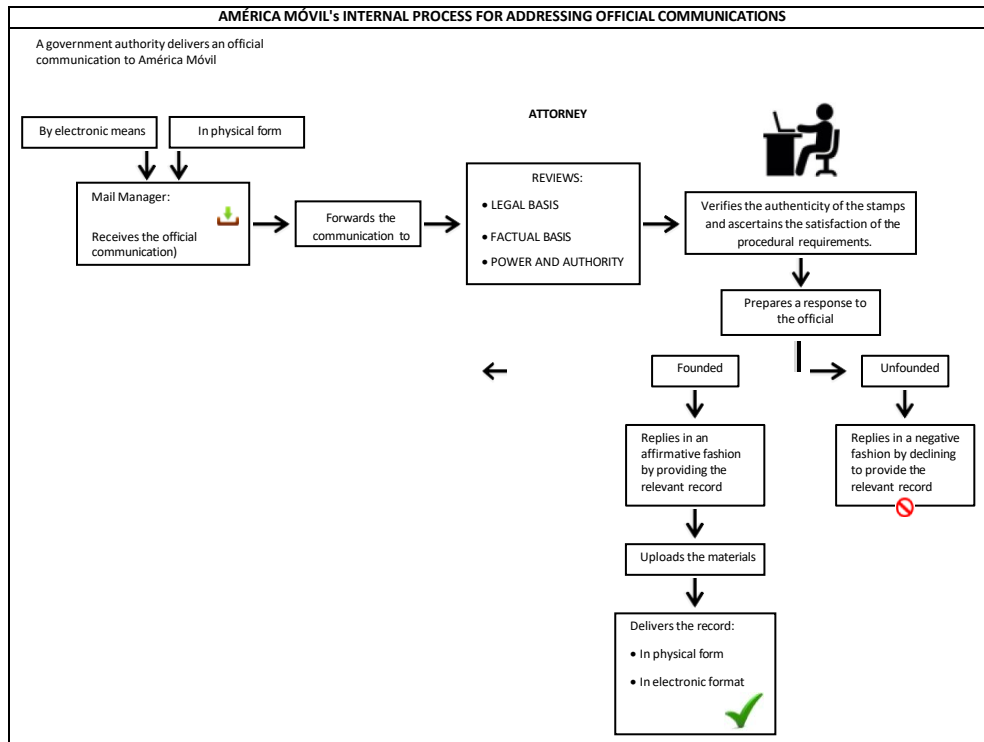 AMÉRICA MÓVIL's INTERNAL PROCESS FOR ADDRESSING OFFICIAL COMMUNICATIONS
A government authority delivers an official
communication to América Móvil
By electronic means
In physical form
ATTORNEY
Mail Manager:
Receives the official
communication)
Forwards the
communication to
REVIEWS:
• LEGAL BASIS
• FACTUAL BASIS
• POWER AND AUTHORITY
Verifies the authenticity of the stamps
and ascertains the satisfaction of the
procedural requirements.
Prepares a response to
the official
Founded
Unfounded
Replies in an
affirmative fashion
by providing the
relevant record
Replies in a negative
fashion by declining
to provide the
relevant record
Uploads the materials
Delivers the record:
• In physical form
• In electronic format